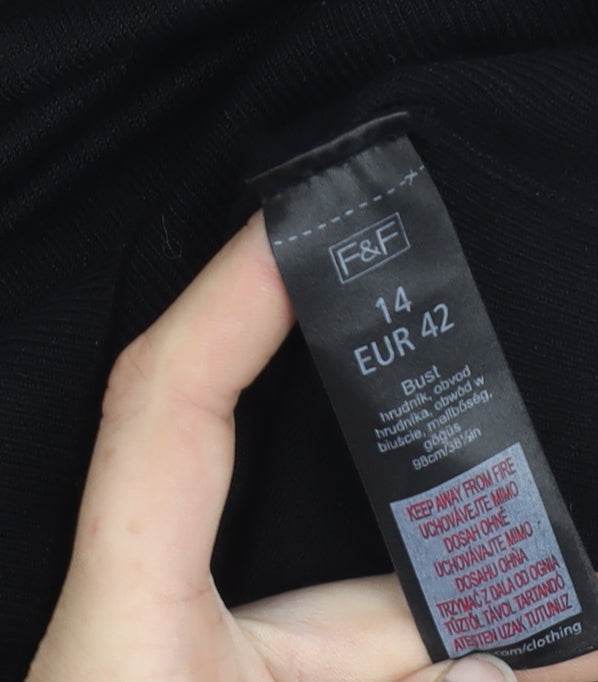 F&F
14
EUR 42
Bust
hrudník, obvod
hrudníka, obwód w
biuście, mellbőség,
göğüs
98cm/38½in
KEEP AWAY FROM FIRE
UCHOVÁVEJTE MIMO
DOSAH OHNĚ
UCHOVÁVAJTE MIMO
DOSAHU OHŇA
TRZYMAĆ Z DALA OD OGNIA
TŰZTŐL TÁVOL TARTANDÓ
ATEŞTEN UZAK TUTUNUZ
om/clothing